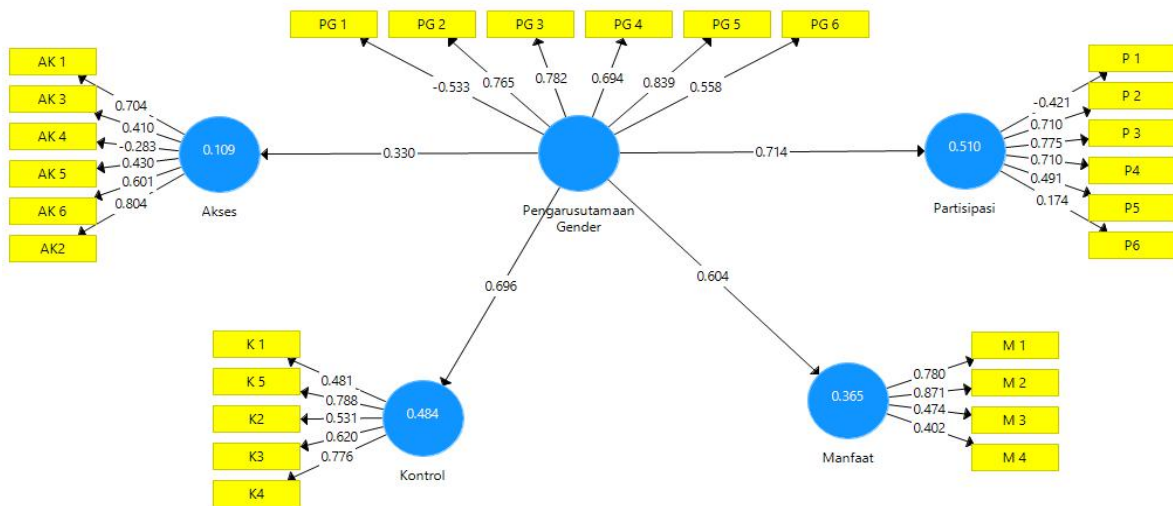 PG 1
PG 2
PG 3
PG 4
PG 5
PG 6
-0.533
0.765
0.782
0.694
0.839
0.558
AK 1
AK 3
AK 4
AK 5
AK 6
AK2
0.704
0.410
-0.283
0.430
0.601
0.804
0.109
Akses
0.330
Pengarusutamaan
Gender
0.714
0.510
Partisipasi
-0.421
0.710
0.775
0.710
0.491
0.174
P 1
P 2
P 3
P4
P5
P6
0.696
0.604
K 1
K 5
K2
K3
K4
0.481
0.788
0.531
0.620
0.776
0.484
Kontrol
0.365
Manfaat
0.780
0.871
0.474
0.402
M 1
M 2
M 3
M 4